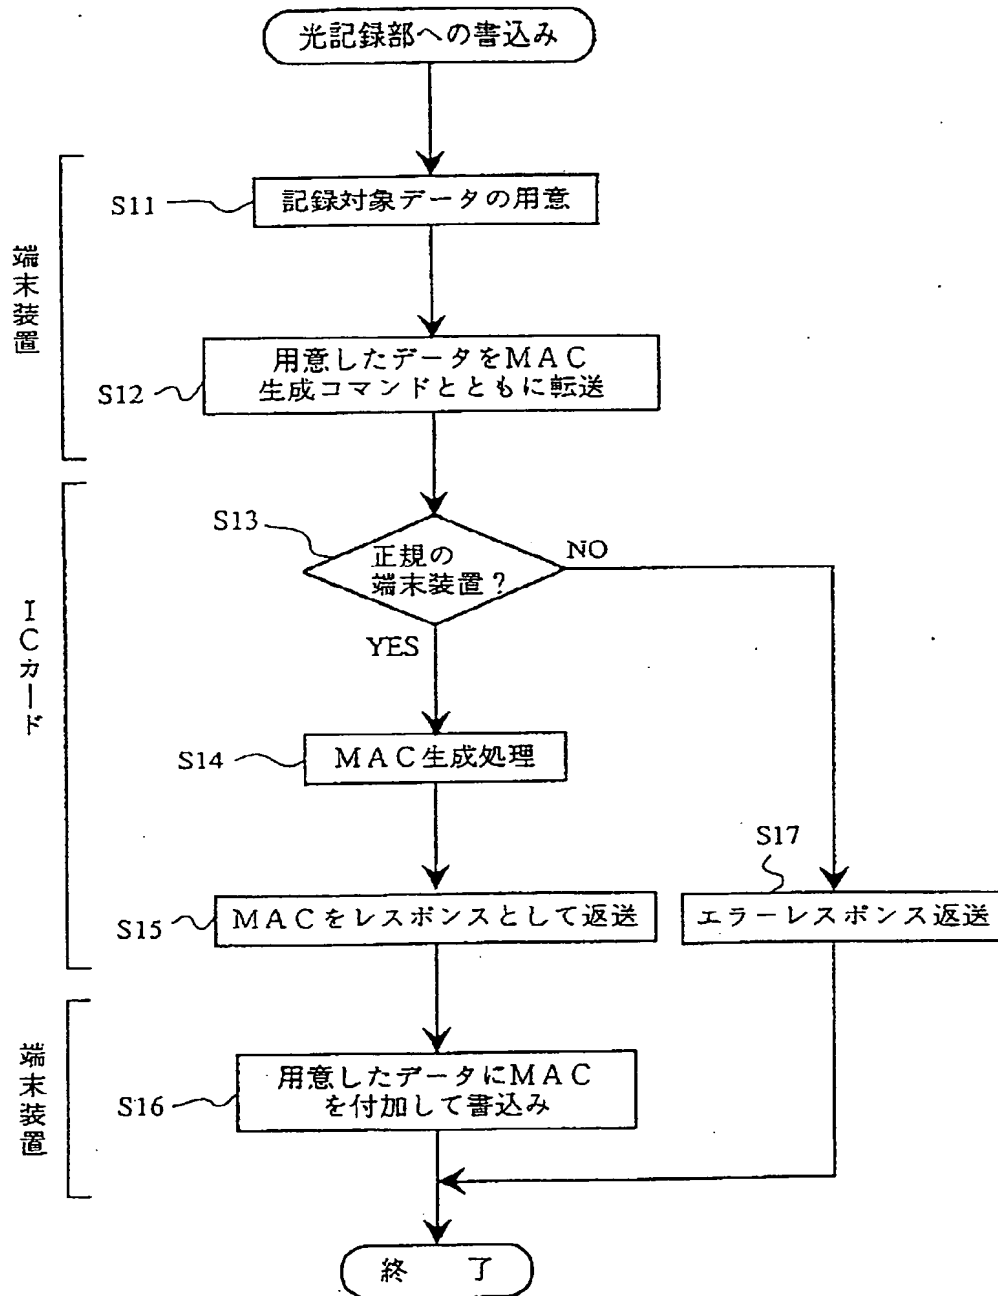 光記録部への書込み
S11
記録対象データの用意
端末装置
S12
用意したデータをＭＡＣ
生成コマンドとともに転送
S13
正規の
端末装置？
NO
YES
ＩＣカード
S14
ＭＡＣ生成処理
S17
S15
ＭＡＣをレスポンスとして返送
エラーレスポンス返送
端末装置
S16
用意したデータにＭＡＣ
を付加して書込み
終　了